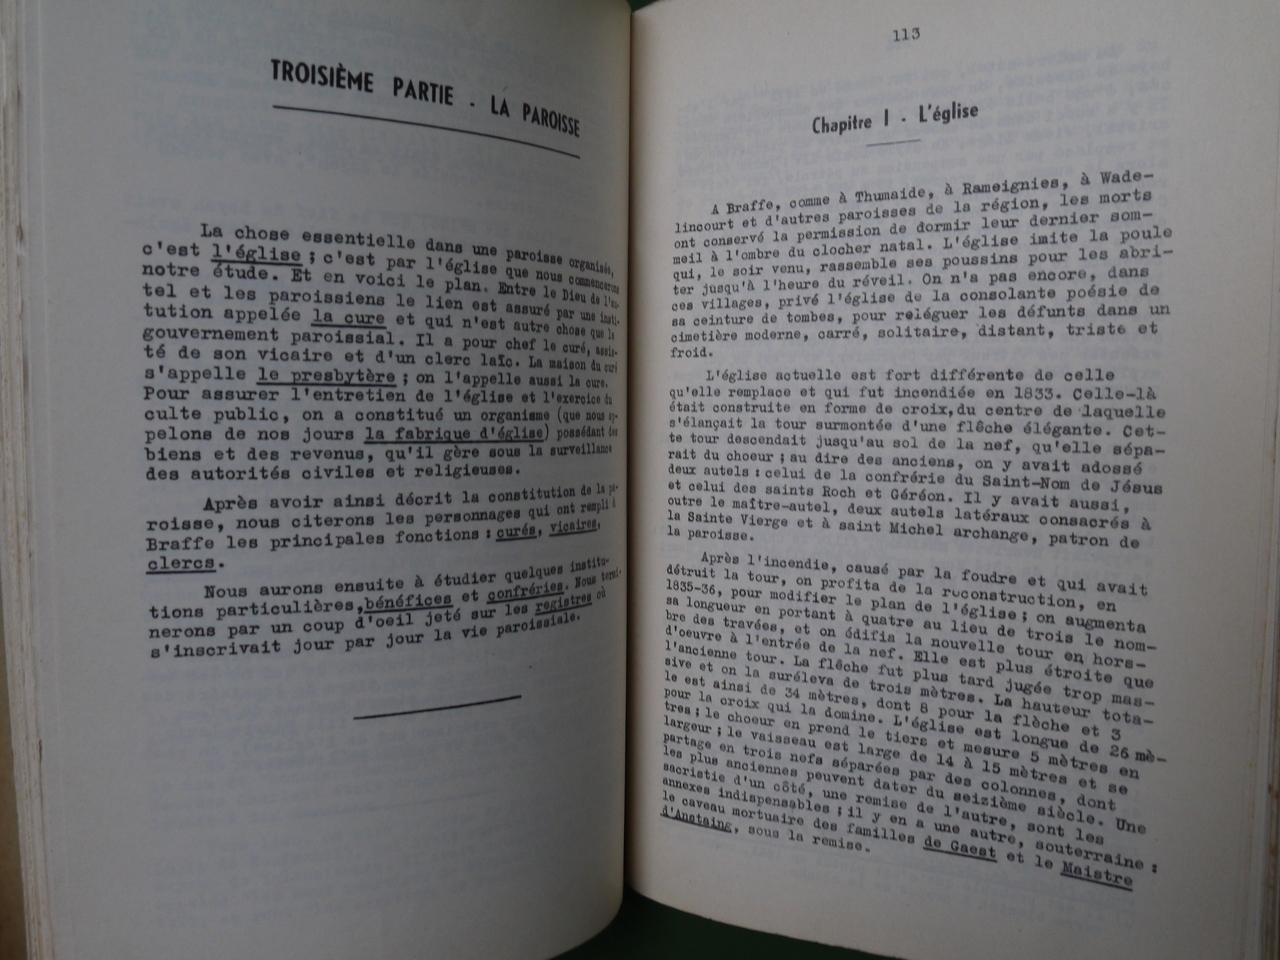 TROISIÈME PARTIE - LA PAROISSE
La chose essentielle dans une paroisse organisée,
c'est l'église ; c'est par l'église que nous commencerons
notre étude. Et en voici le plan. Entre le Dieu de l'au-
tel et les paroissiens le lien est assuré par une insti-
tution appelée la cure et qui n'est autre chose que le
gouvernement paroissial. Il a pour chef le curé, assis-
té de son vicaire et d'un clerc laïc. La maison du curé
s'appelle le presbytère ; on l'appelle aussi la cure.
Pour assurer l'entretien de l'église et l'exercice du
culte public, on a constitué un organisme (que nous ap-
pelons de nos jours la fabrique d'église) possédant des
biens et des revenus, qu'il gère sous la surveillance
des autorités civiles et religieuses.
Après avoir ainsi décrit la constitution de la pa-
roisse, nous citerons les personnages qui ont rempli à
Braffe les principales fonctions : curés, vicaires,
clercs.
Nous aurons ensuite à étudier quelques institu-
tions particulières, bénéfices et confréries. Nous termi-
nerons par un coup d'oeil jeté sur les registres où
s'inscrivait jour par jour la vie paroissiale.
113
Chapitre I - L'église
A Braffe, comme à Thumaide, à Rameignies, à Wade-
lincourt et d'autres paroisses de la région, les morts
ont conservé la permission de dormir leur dernier som-
meil à l'ombre du clocher natal. L'église imite la poule
qui, le soir venu, rassemble ses poussins pour les abri-
ter jusqu'à l'heure du réveil. On n'a pas encore, dans
ces villages, privé l'église de la consolante poésie de
sa ceinture de tombes, pour reléguer les défunts dans un
cimetière moderne, carré, solitaire, distant, triste et
froid.
L'église actuelle est fort différente de celle
qu'elle remplace et qui fut incendiée en 1833. Celle-là
était construite en forme de croix, du centre de laquelle
s'élançait la tour surmontée d'une flêche élégante. Cet-
te tour descendait jusqu'au sol de la nef, qu'elle sépa-
rait du choeur ; au dire des anciens, on y avait adossé
deux autels : celui de la confrérie du Saint-Nom de Jésus
et celui des saints Roch et Géréon. Il y avait aussi,
outre le maître-autel, deux autels latéraux consacrés à
la Sainte Vierge et à saint Michel archange, patron de
la paroisse.
Après l'incendie, causé par la foudre et qui avait
détruit la tour, on profita de la reconstruction, en
1835-36, pour modifier le plan de l'église ; on augmenta
sa longueur en portant à quatre au lieu de trois le nom-
bre des travées, et on édifia la nouvelle tour en hors-
d'oeuvre à l'entrée de la nef. Elle est plus étroite que
l'ancienne tour. La flêche fut plus tard jugée trop mas-
sive et on la suréleva de trois mètres. La hauteur tota-
le est ainsi de 34 mètres, dont 8 pour la flèche et 3
pour la croix qui la domine. L'église est longue de 26 mè-
tres ; le choeur en prend le tiers et mesure 5 mètres en
largeur ; le vaisseau est large de 14 à 15 mètres et se
partage en trois nefs séparées par des colonnes, dont
les plus anciennes peuvent dater du seizième siècle. Une
sacristie d'un côté, une remise de l'autre, sont les
annexes indispensables ; il y en a une autre, souterraine :
le caveau mortuaire des familles de Gaest et le Maistre
d'Anstaing, sous la remise.